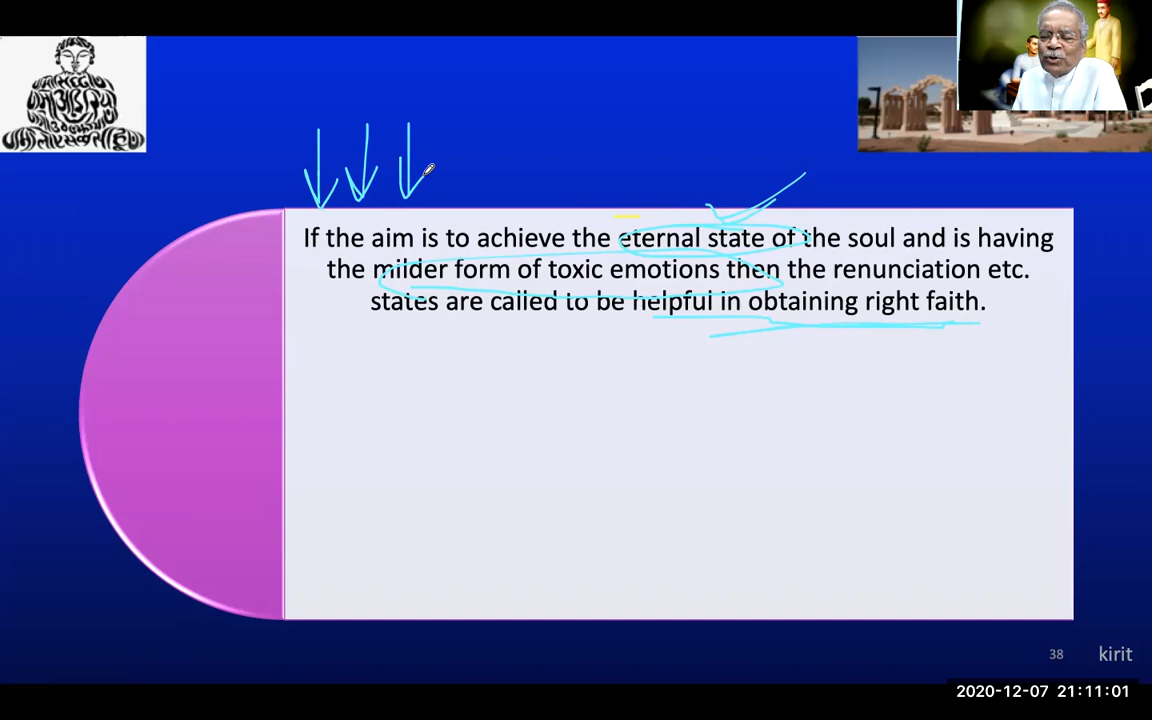 If the aim is to achieve the eternal state of the soul and is having
the milder form of toxic emotions then the renunciation etc.
states are called to be helpful in obtaining right faith.
38
kirit
2020-12-07 21:11:01